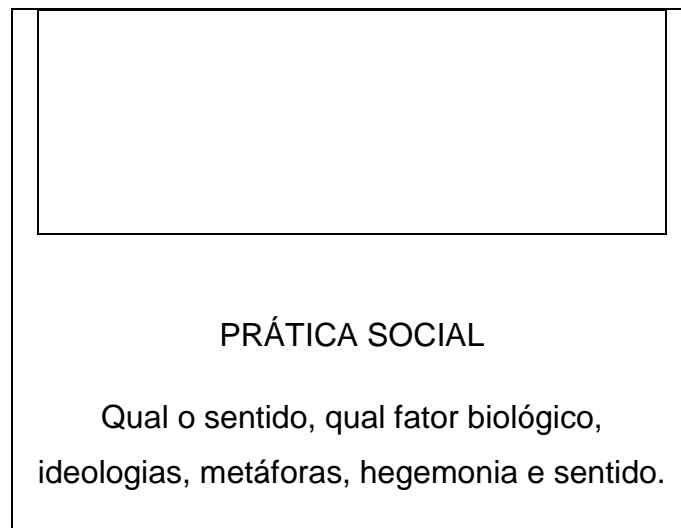 PRÁTICA SOCIAL
Qual o sentido, qual fator biológico,
ideologias, metáforas, hegemonia e sentido.